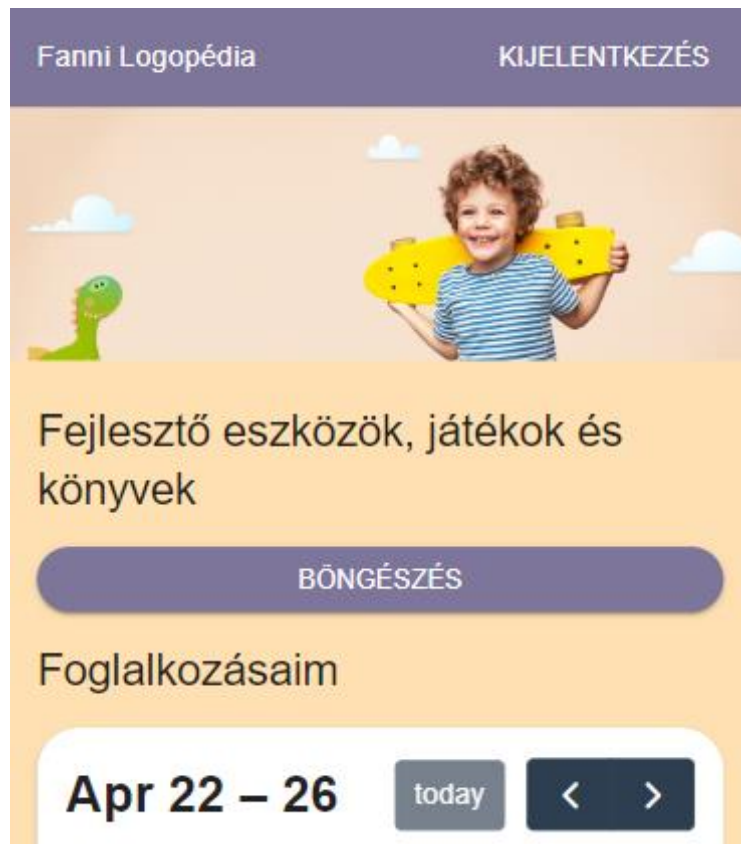 Fanni Logopédia KIJELENTKEZÉS
Fejlesztő eszközök, játékok és
könyvek
BÖNGÉSZÉS
Foglalkozásaim
Apr 22 – 26 today